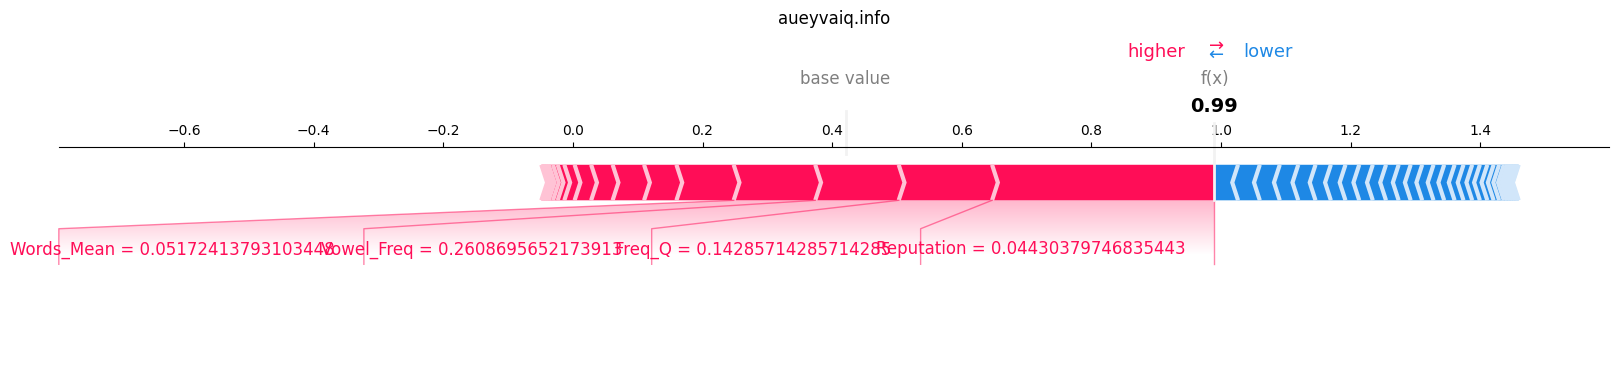 aueyvaiq.info
higher ⇄ lower
base value f(x)
0.99
−0.6 −0.4 −0.2 0.0 0.2 0.4 0.6 0.8 1.0 1.2 1.4
Words_Mean = 0.05172413793103448 Vowel_Freq = 0.2608695652173913 Freq_Q = 0.14285714285714285 Reputation = 0.04430379746835443